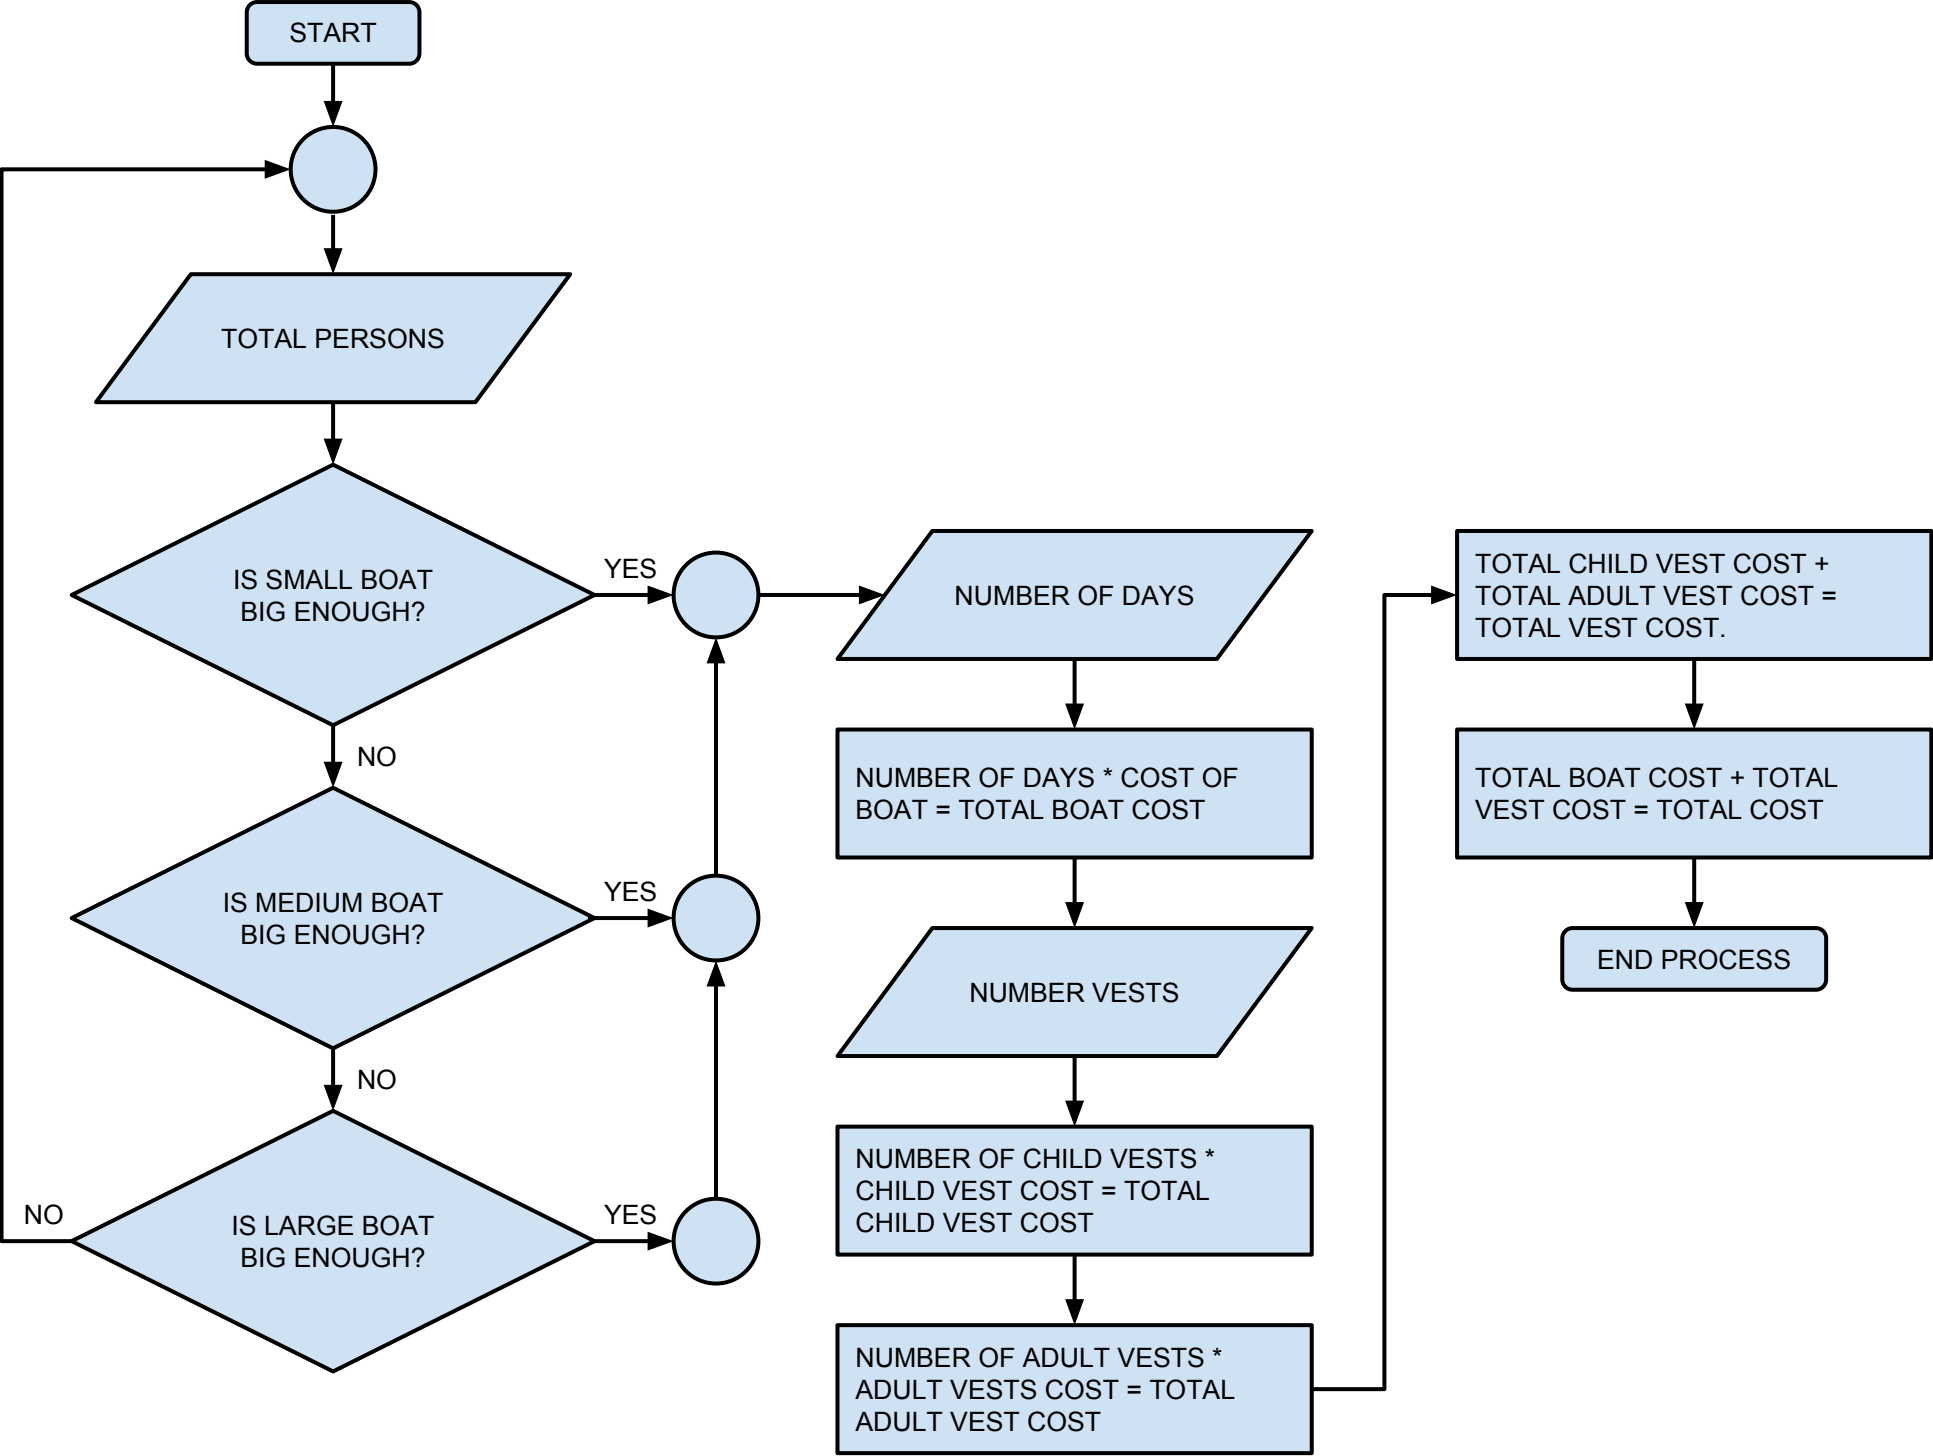 START
TOTAL PERSONS
IS SMALL BOAT
BIG ENOUGH?
YES
NO
IS MEDIUM BOAT
BIG ENOUGH?
YES
NO
IS LARGE BOAT
BIG ENOUGH?
NO
YES
NUMBER OF DAYS
NUMBER OF DAYS * COST OF
BOAT = TOTAL BOAT COST
NUMBER VESTS
NUMBER OF CHILD VESTS *
CHILD VEST COST = TOTAL
CHILD VEST COST
NUMBER OF ADULT VESTS *
ADULT VESTS COST = TOTAL
ADULT VEST COST
TOTAL CHILD VEST COST +
TOTAL ADULT VEST COST =
TOTAL VEST COST.
TOTAL BOAT COST + TOTAL
VEST COST = TOTAL COST
END PROCESS